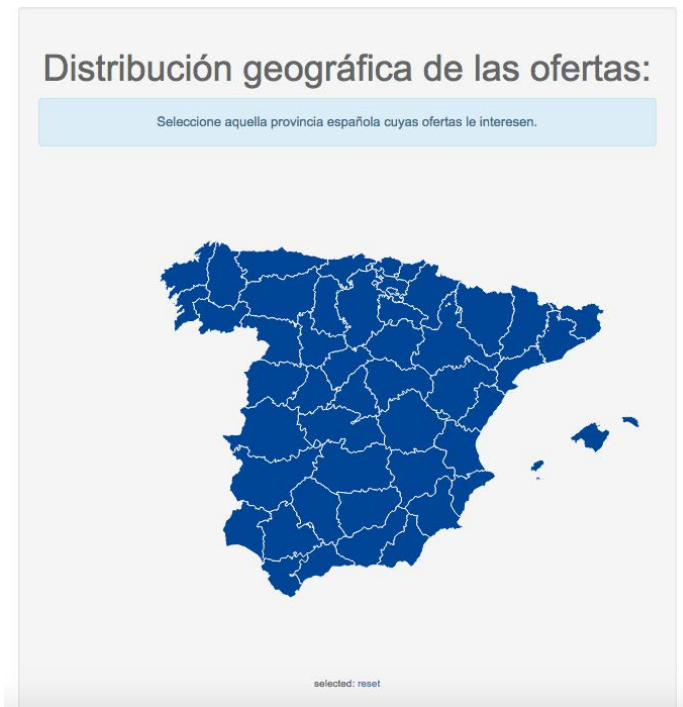 Distribución geográfica de las ofertas:
Seleccione aquella provincia española cuyas ofertas le interesen.
selected: reset